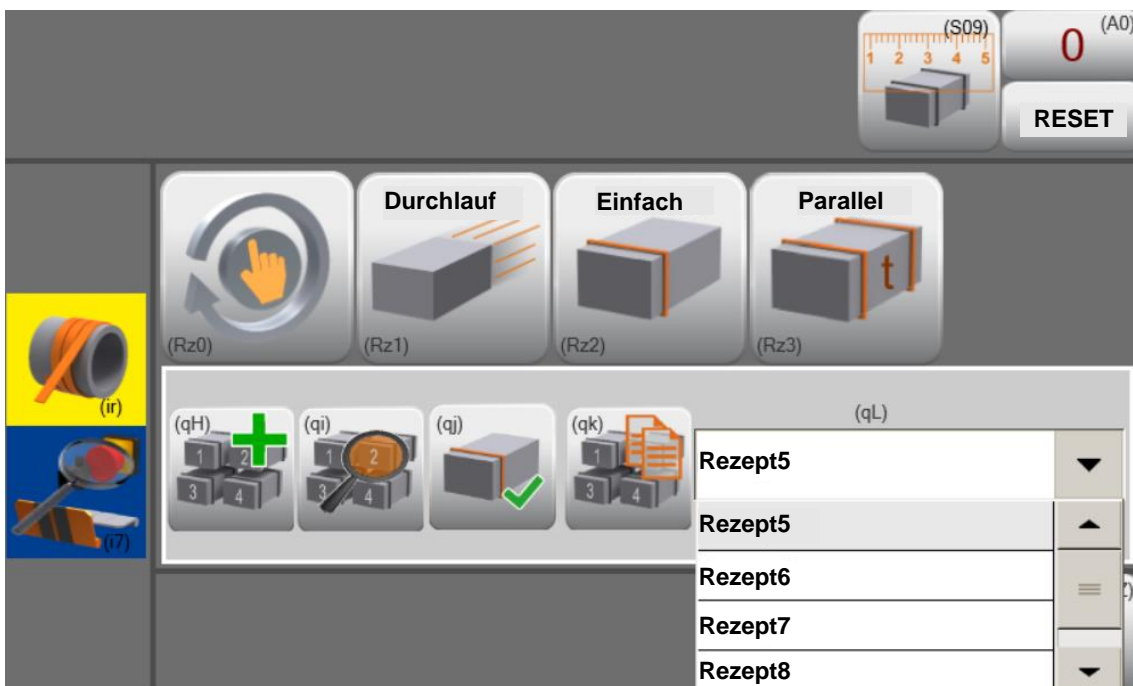 (S09)
1 2 3 4 5
0
(A0)
RESET
Durchlauf
Einfach
Parallel
t
(Rz0)
(Rz1)
(Rz2)
(Rz3)
(ir)
(i7)
(qH)
1 2
3 4
(qi)
1 2
3 4
(qj)
(qk)
1
3 4
(qL)
Rezept5
Rezept5
Rezept6
Rezept7
Rezept8